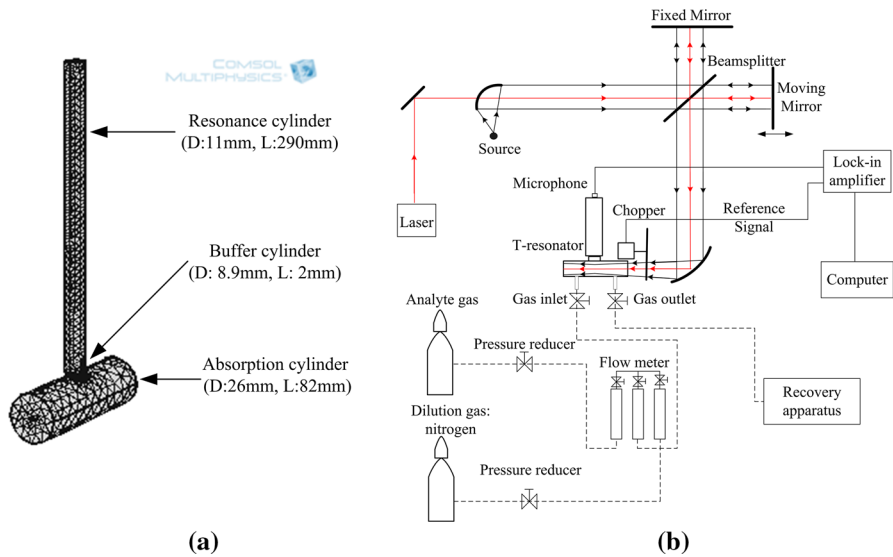 COMSOL
MULTIPHYSICS
Resonance cylinder
(D:11mm, L:290mm)
Buffer cylinder
(D: 8.9mm, L: 2mm)
Absorption cylinder
(D:26mm, L:82mm)
(a)
Fixed Mirror
Beamsplitter
Moving
Mirror
Source
Laser
Microphone
Chopper
T-resonator
Reference
Signal
Lock-in
amplifier
Computer
Gas inlet
Gas outlet
Analyte gas
Pressure reducer
Flow meter
Recovery
apparatus
Dilution gas:
nitrogen
Pressure reducer
(b)